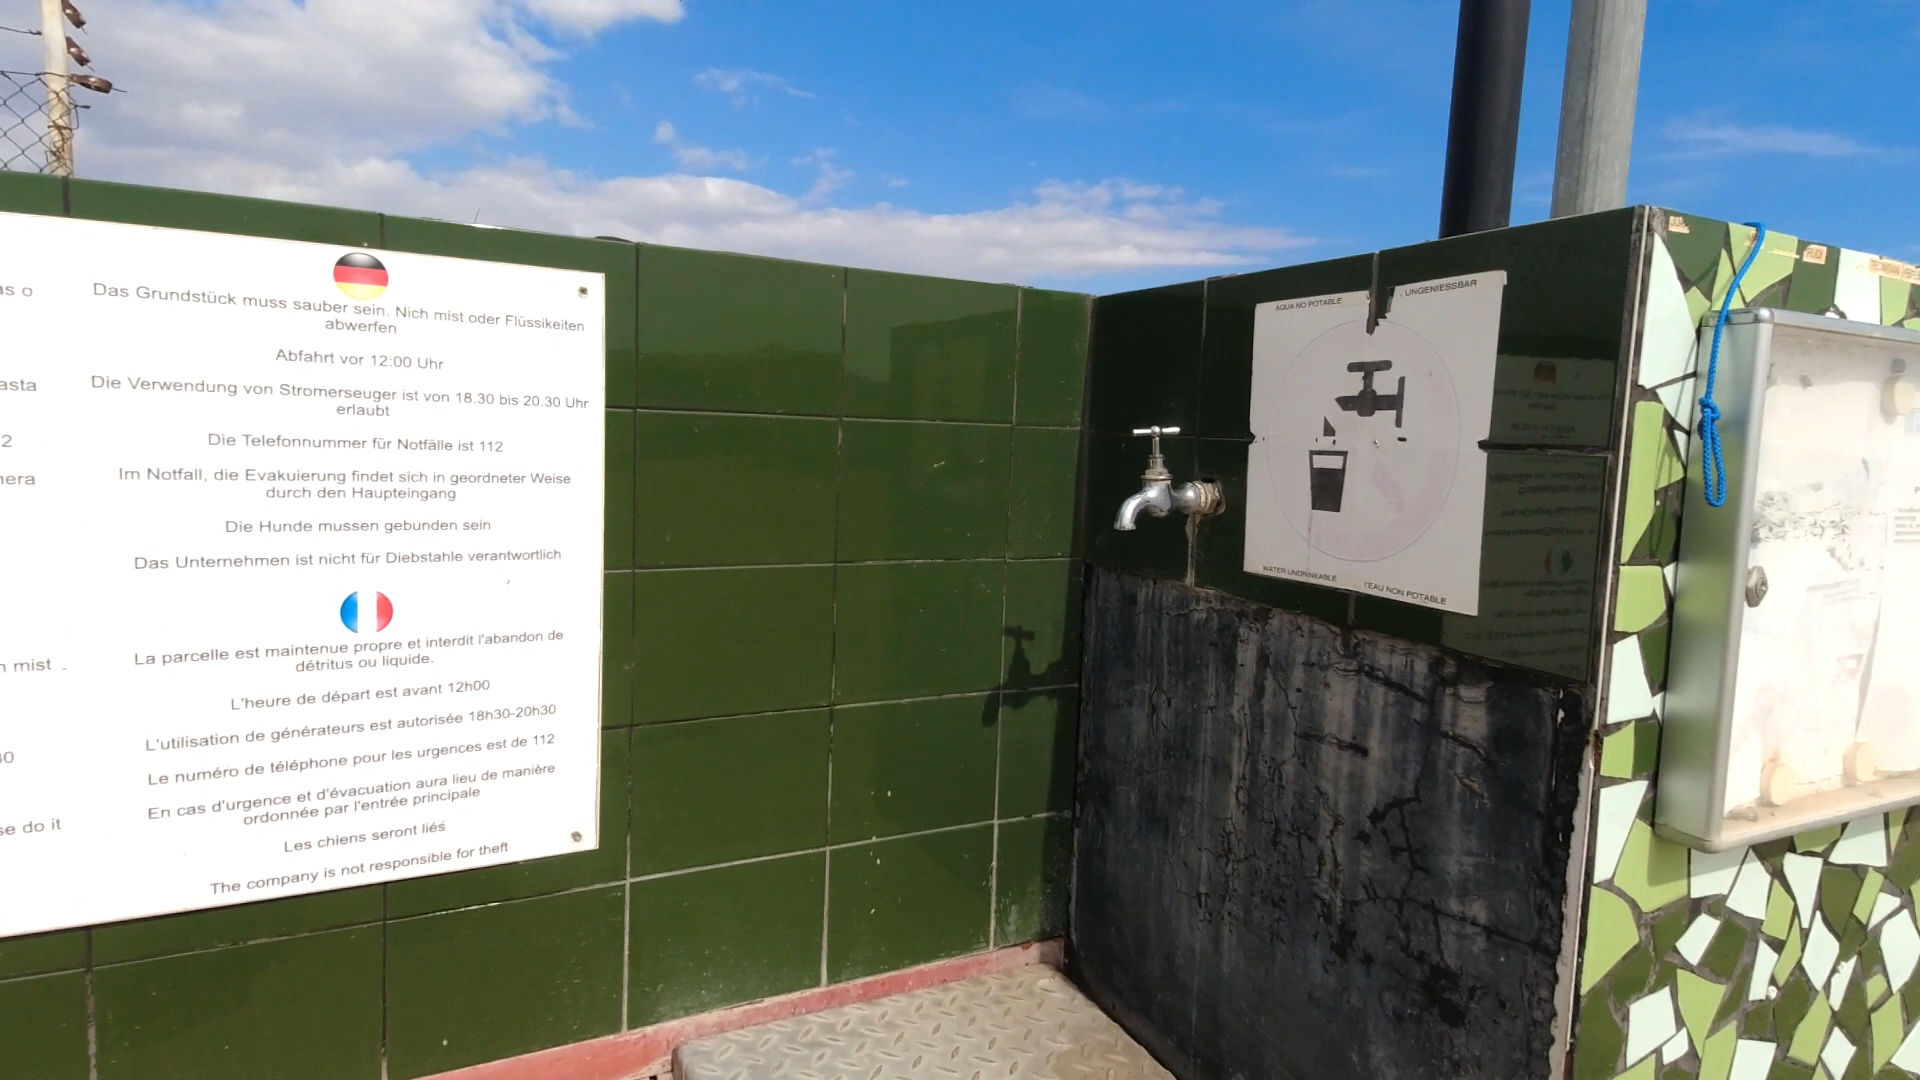 as o
asta
2
nera
n mist
30
se do it
Das Grundstück muss sauber sein. Nich mist oder Flüssikeiten
abwerfen
Abfahrt vor 12:00 Uhr
Die Verwendung von Stromerseuger ist von 18.30 bis 20.30 Uhr
erlaubt
Die Telefonnummer für Notfälle ist 112
Im Notfall, die Evakuierung findet sich in geordneter Weise
durch den Haupteingang
Die Hunde mussen gebunden sein
Das Unternehmen ist nicht für Diebstahle verantwortlich
La parcelle est maintenue propre et interdit l'abandon de
détritus ou liquide.
L'heure de départ est avant 12h00
L'utilisation de générateurs est autorisée 18h30-20h30
Le numéro de téléphone pour les urgences est de 112
En cas d'urgence et d'évacuation aura lieu de manière
ordonnée par l'entrée principale
Les chiens seront liés
The company is not responsible for theft
AQUA NO POTABLE
UNGENIESSBAR
WATER UNDRINKABLE
l'EAU NON POTABLE